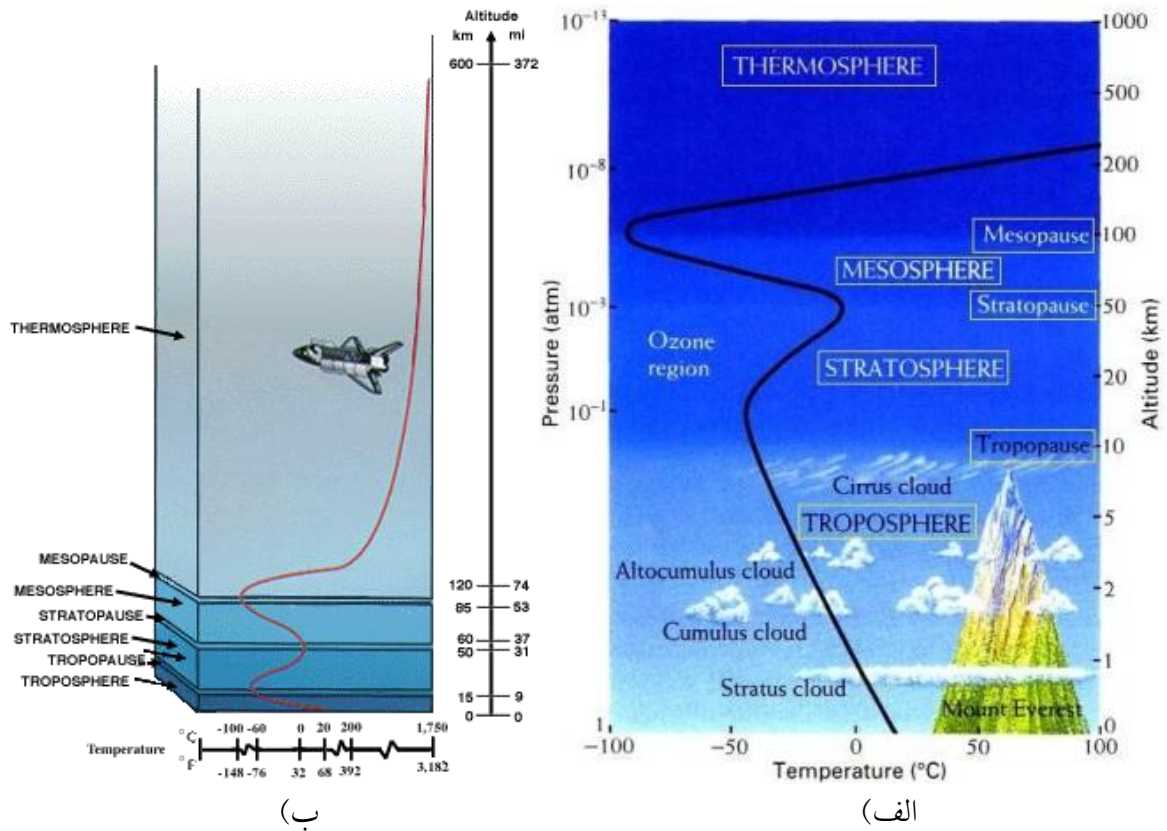 Altitude
km ml
600 372
THERMOSPHERE
MESOPAUSE
MESOSPHERE
STRATOPAUSE
STRATOSPHERE
TROPOPAUSE
TROPOSPHERE
120 74
85 53
60 37
50 31
15 9
0 0
°C -100 -60 0 20 200 1,750
Temperature
°F -148 -76 32 68 392 3,182
ب)
10⁻¹³ 1000
THERMOSPHERE
500
10⁻⁸ 200
Mesopause 100
MESOSPHERE
10⁻³ Stratopause 50
Ozone
region
STRATOSPHERE
20
10⁻¹
Tropopause 10
Cirrus cloud
TROPOSPHERE 5
Altocumulus cloud
2
Cumulus cloud
1
Stratus cloud
Mount Everest
1 0
Pressure (atm)
Altitude (km)
-100 -50 0 50 100
Temperature (°C)
الف)